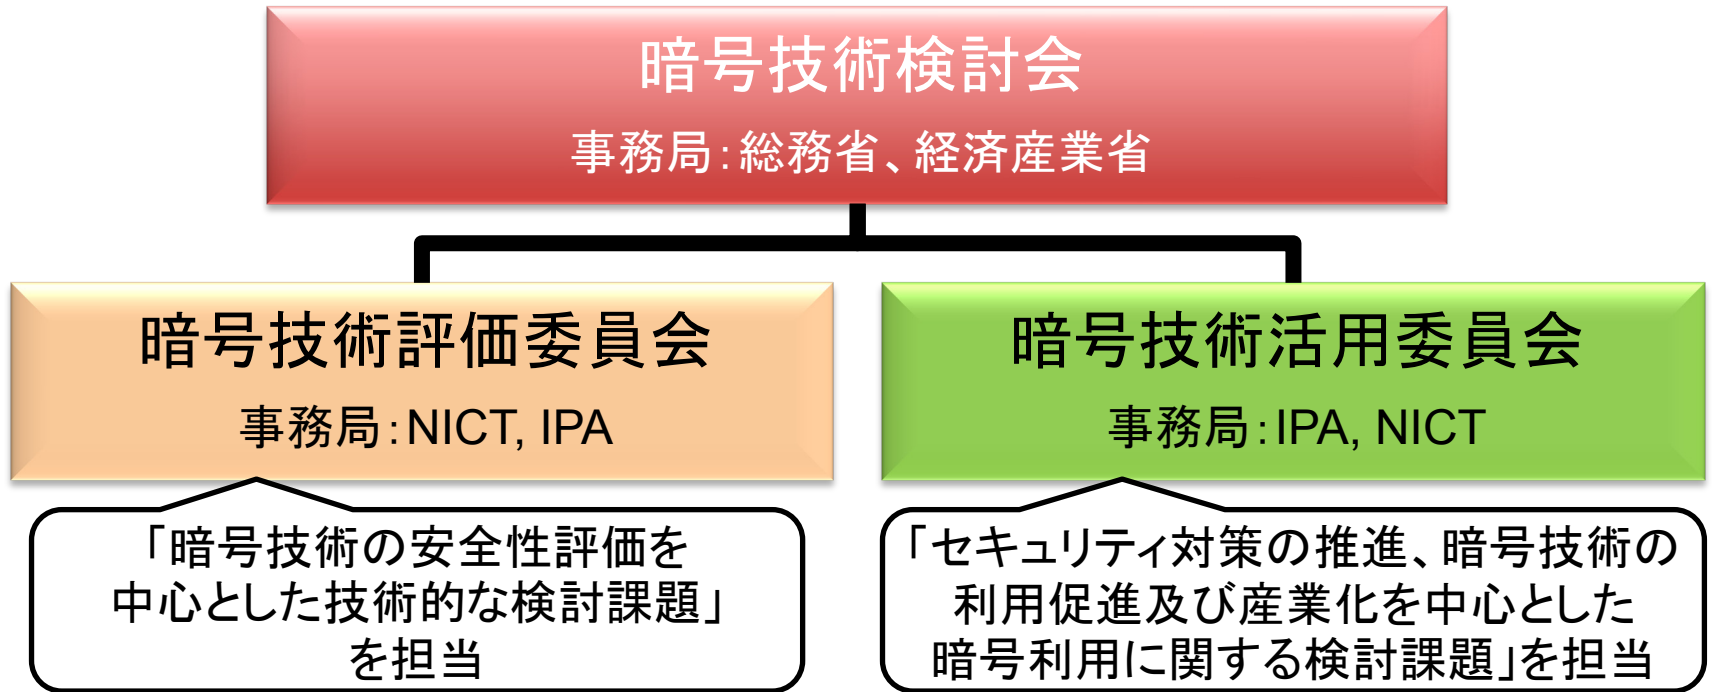 暗号技術検討会
事務局：総務省、経済産業省
暗号技術評価委員会
事務局：NICT, IPA
「暗号技術の安全性評価を
中心とした技術的な検討課題」
を担当
暗号技術活用委員会
事務局：IPA, NICT
「セキュリティ対策の推進、暗号技術の
利用促進及び産業化を中心とした
暗号利用に関する検討課題」を担当